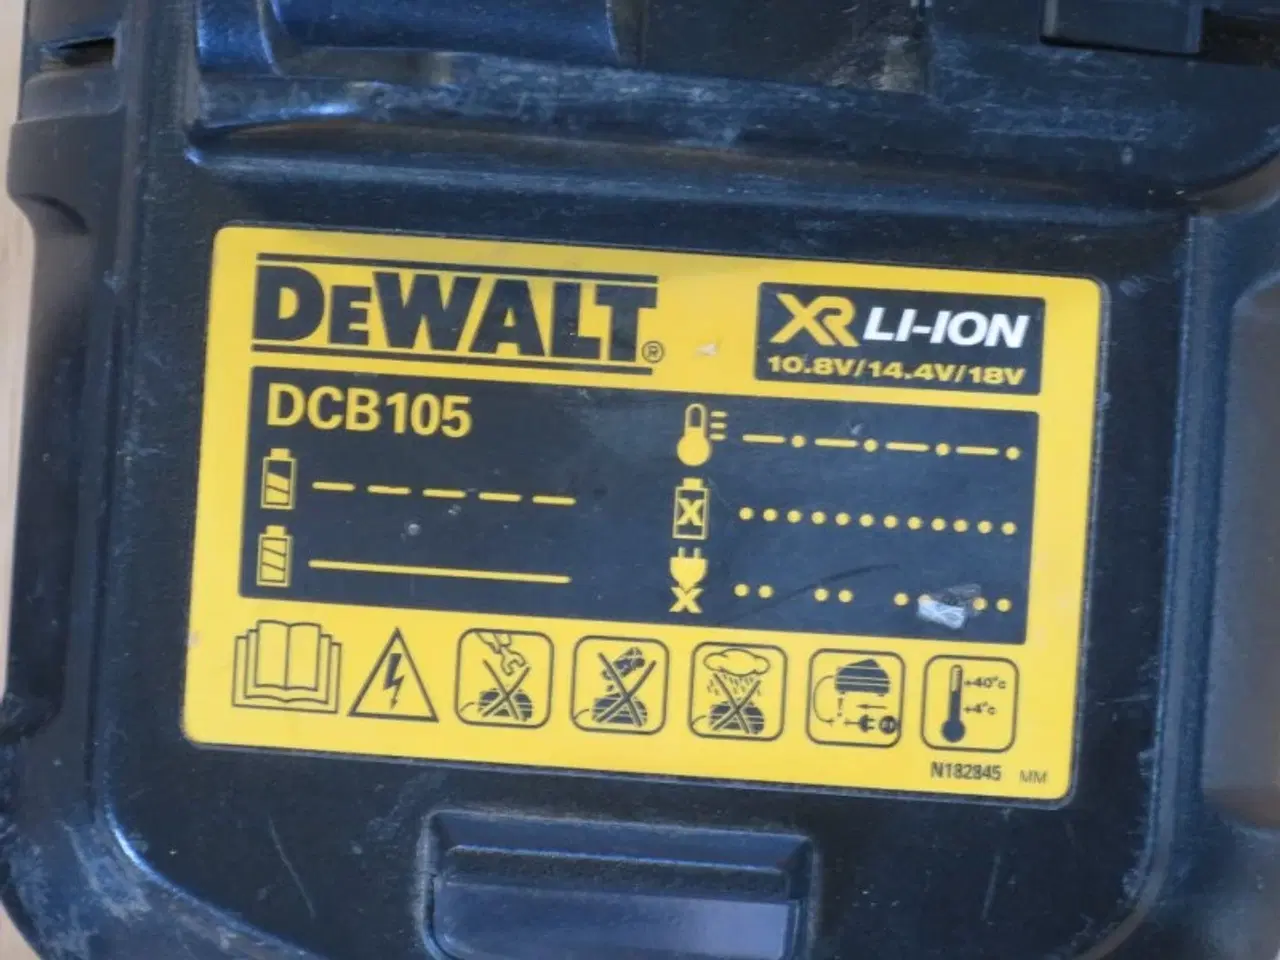 DEWALT®
XR LI-ION
10.8V/14.4V/18V
DCB105
X
X
+40°c
+4°c
N182845 MM